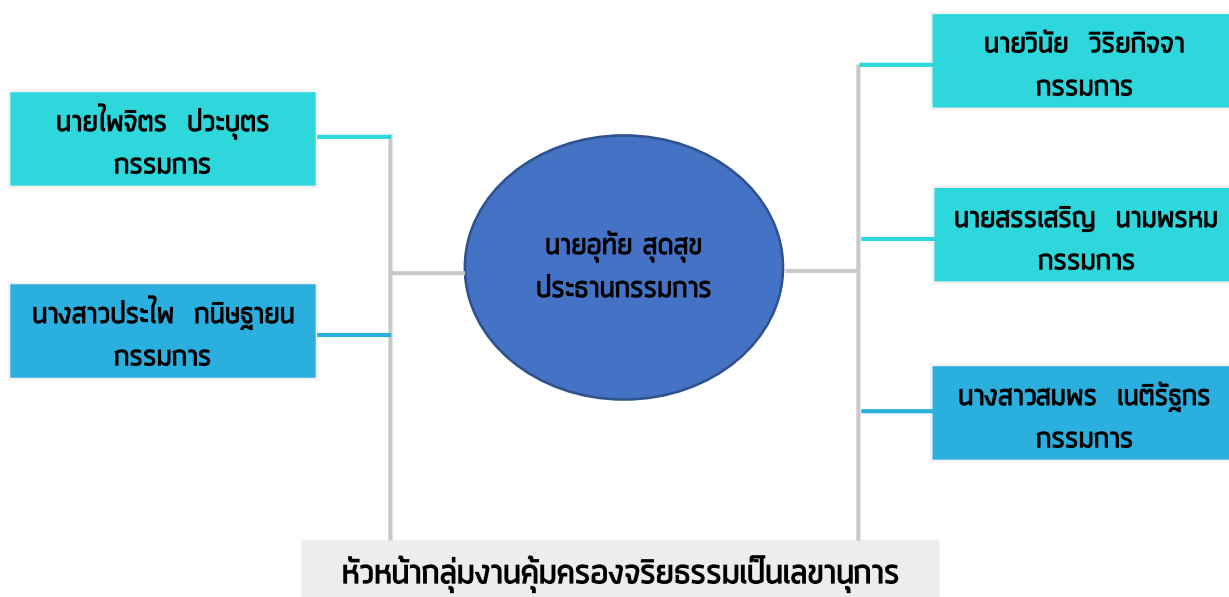 นายวินัย วิริยกิจจา
กรรมการ
นายไพจิตร ปวะบุตร
กรรมการ
นายสรรเสริญ นามพรหม
กรรมการ
นายอุทัย สุดสุข
ประธานกรรมการ
นางสาวประไพ กนิษฐายน
กรรมการ
นางสาวสมพร เนติรัฐกร
กรรมการ
หัวหน้ากลุ่มงานคุ้มครองจริยธรรมเป็นเลขานุการ